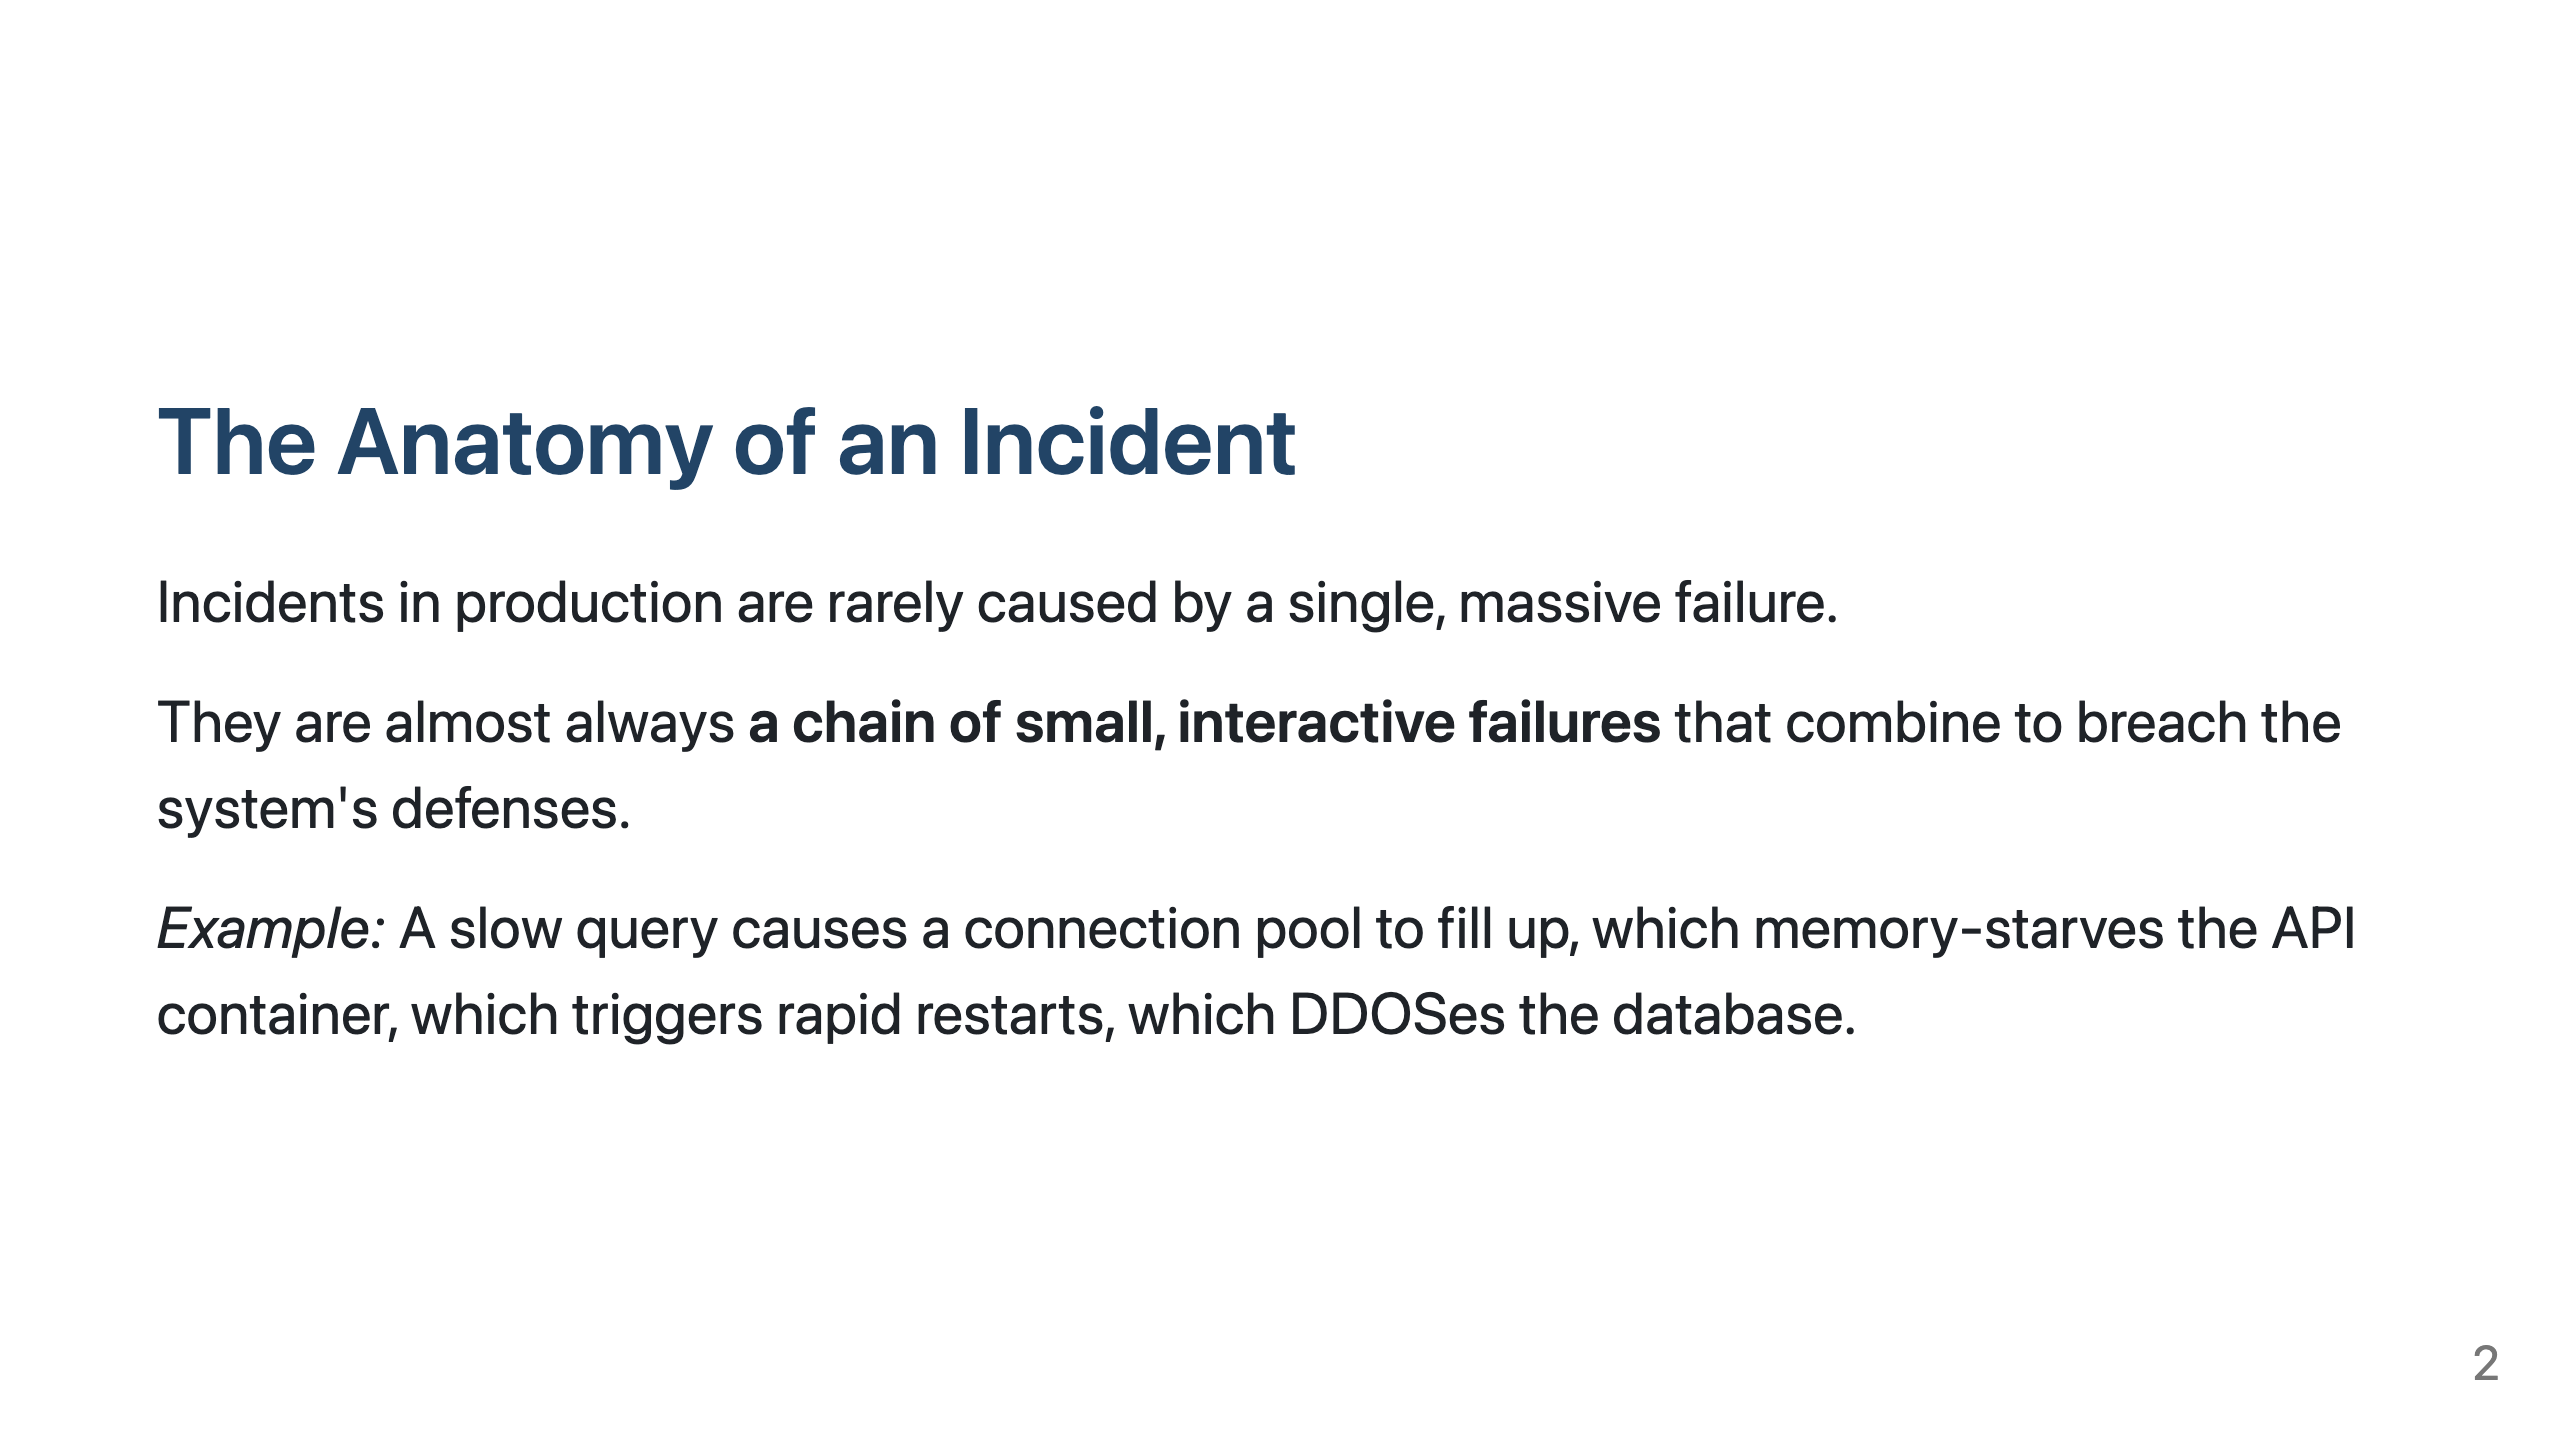 The Anatomy of an Incident
Incidents in production are rarely caused by a single, massive failure.
They are almost always a chain of small, interactive failures that combine to breach the
system's defenses.
Example: A slow query causes a connection pool to fill up, which memory-starves the API
container, which triggers rapid restarts, which DDOSes the database.
2